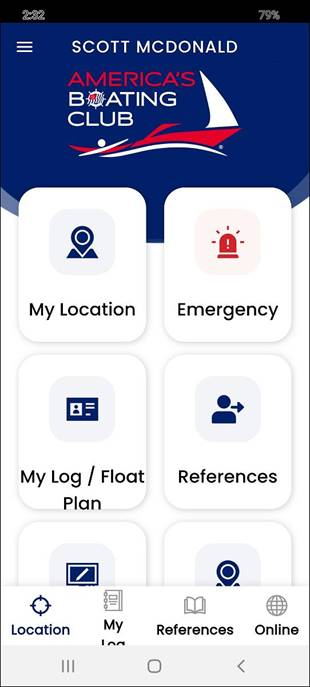 2:32
79%
SCOTT MCDONALD
AMERICA'S
BOATING
CLUB
®
My Location
Emergency
My Log / Float
Plan
References
Location
My
Log
References
Online